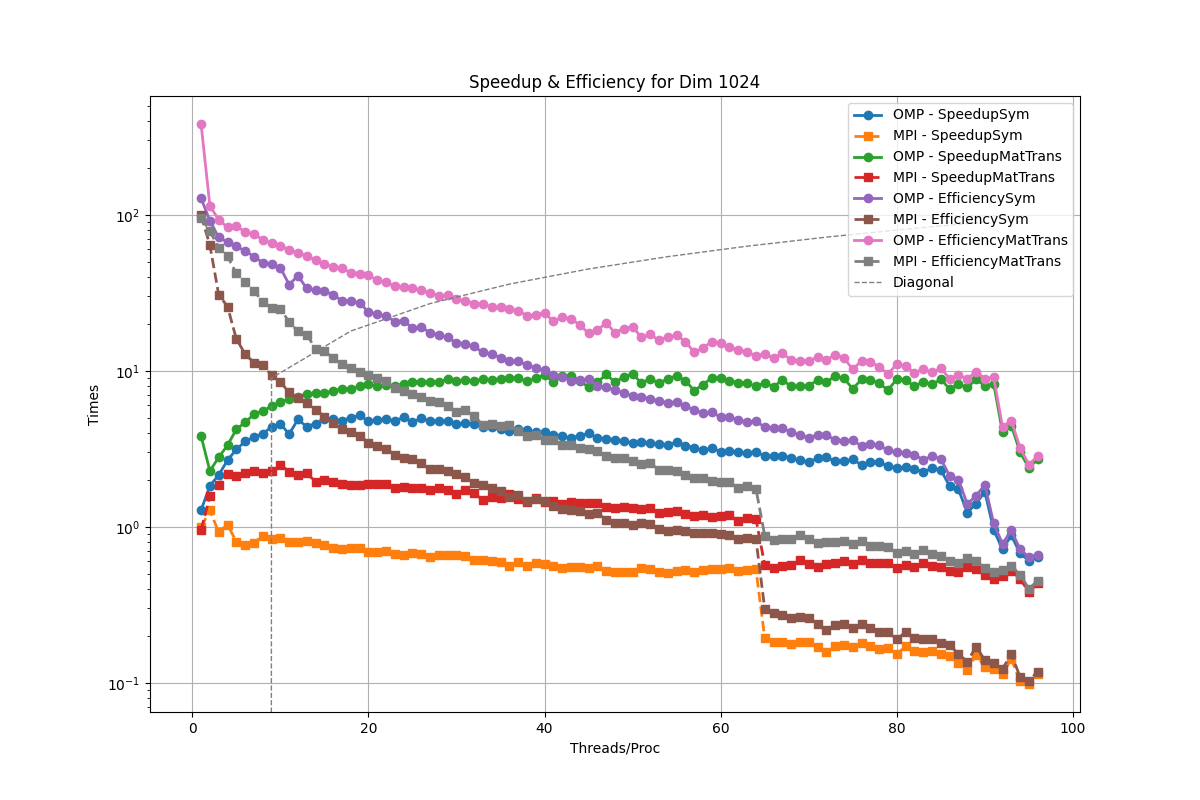 Speedup & Efficiency for Dim 1024
OMP - SpeedupSym
MPI - SpeedupSym
OMP - SpeedupMatTrans
MPI - SpeedupMatTrans
OMP - EfficiencySym
MPI - EfficiencySym
OMP - EfficiencyMatTrans
MPI - EfficiencyMatTrans
Diagonal
Times
10²
10¹
10⁰
10⁻¹
0 20 40 60 80 100
Threads/Proc